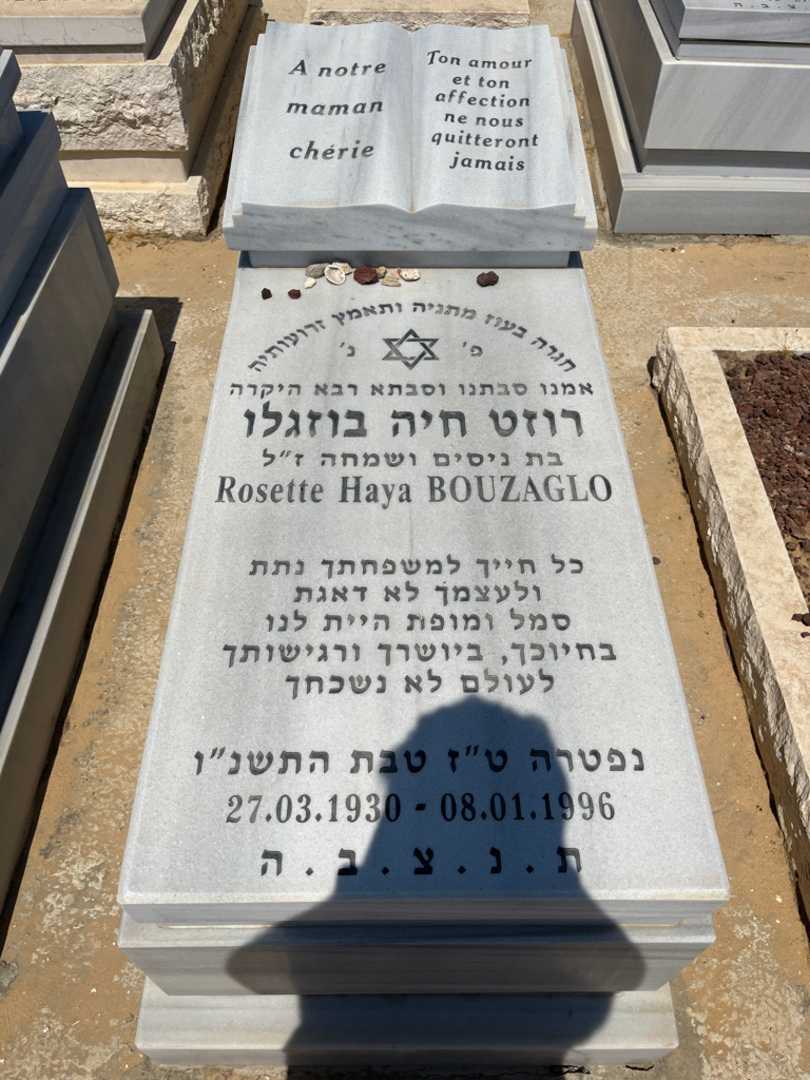 A notre
maman
chérie
Ton amour
et ton
affection
ne nous
quitteront
jamais
חגרה בעוז מתניה ותאמץ זרועותיה
פ׳ נ׳
אמנו סבתנו וסבתא רבא היקרה
רוזט חיה בוזגלו
בת ניסים ושמחה ז״ל
Rosette Haya BOUZAGLO
כל חייך למשפחתך נתת
ולעצמך לא דאגת
סמל ומופת היית לנו
בחיוכך, ביושרך ורגישותך
לעולם לא נשכחך
נפטרה ט״ז טבת התשנ״ו
27.03.1930 - 08.01.1996
ת . נ . צ . ב . ה